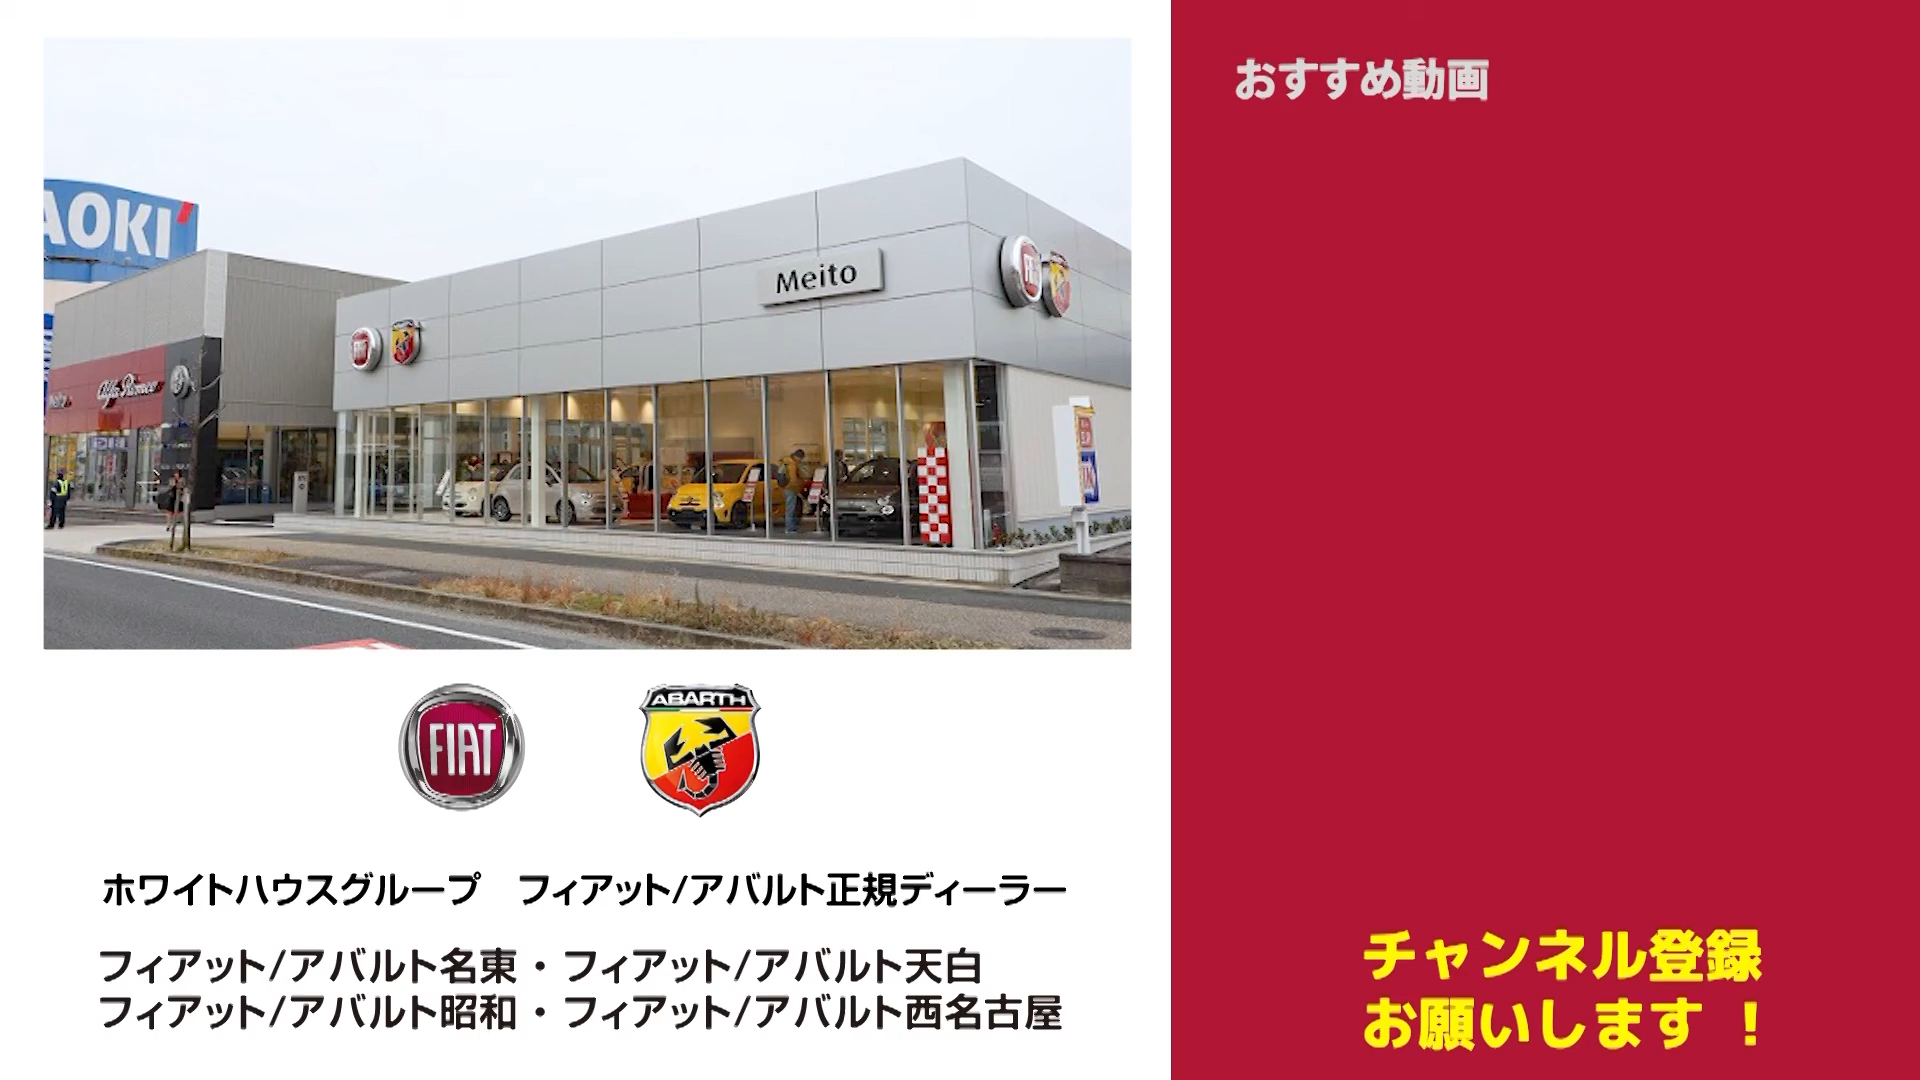 おすすめ動画
AOKI
Meito
FIAT
Alfa Romeo
FIAT
ABARTH
ホワイトハウスグループ　フィアット/アバルト正規ディーラー
フィアット/アバルト名東・フィアット/アバルト天白
フィアット/アバルト昭和・フィアット/アバルト西名古屋
チャンネル登録
お願いします！